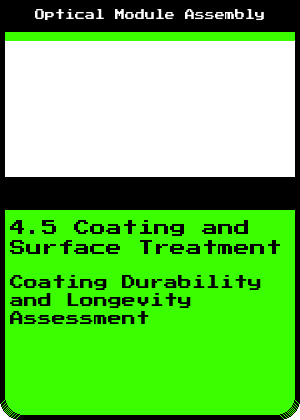 Optical Module Assembly
4.5 Coating and
Surface Treatment
Coating Durability
and Longevity
Assessment